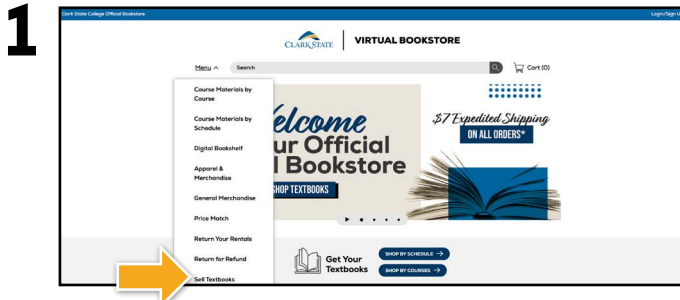 1
Clark State College Official Bookstore
CLARK STATE
VIRTUAL BOOKSTORE
Menu
Search
Cart (0)
Course Materials by
Course
Course Materials by
Schedule
Digital Bookshelf
Apparel &
Merchandise
General Merchandise
Price Match
Return Your Rentals
Return for Refund
Sell Textbooks
elcome
ur Official
l Bookstore
SHOP TEXTBOOKS
$7 Expedited Shipping
ON ALL ORDERS*
Get Your
Textbooks
SHOP BY SCHEDULE →
SHOP BY COURSES →